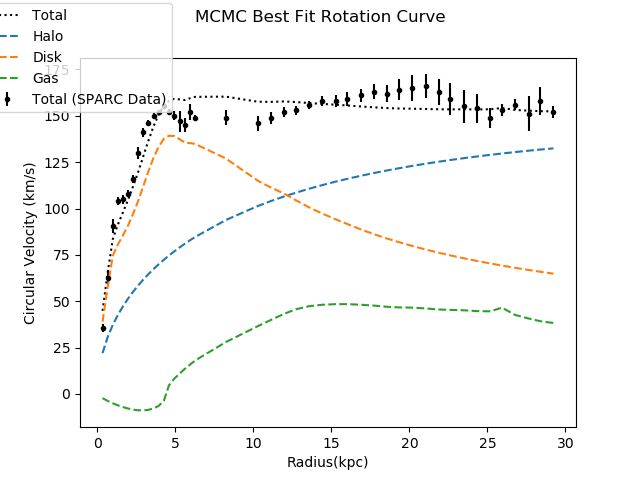 MCMC Best Fit Rotation Curve
Total
Halo
Disk
Gas
Total (SPARC Data)
175
150
125
100
75
50
25
0
Circular Velocity (km/s)
0 5 10 15 20 25 30
Radius(kpc)